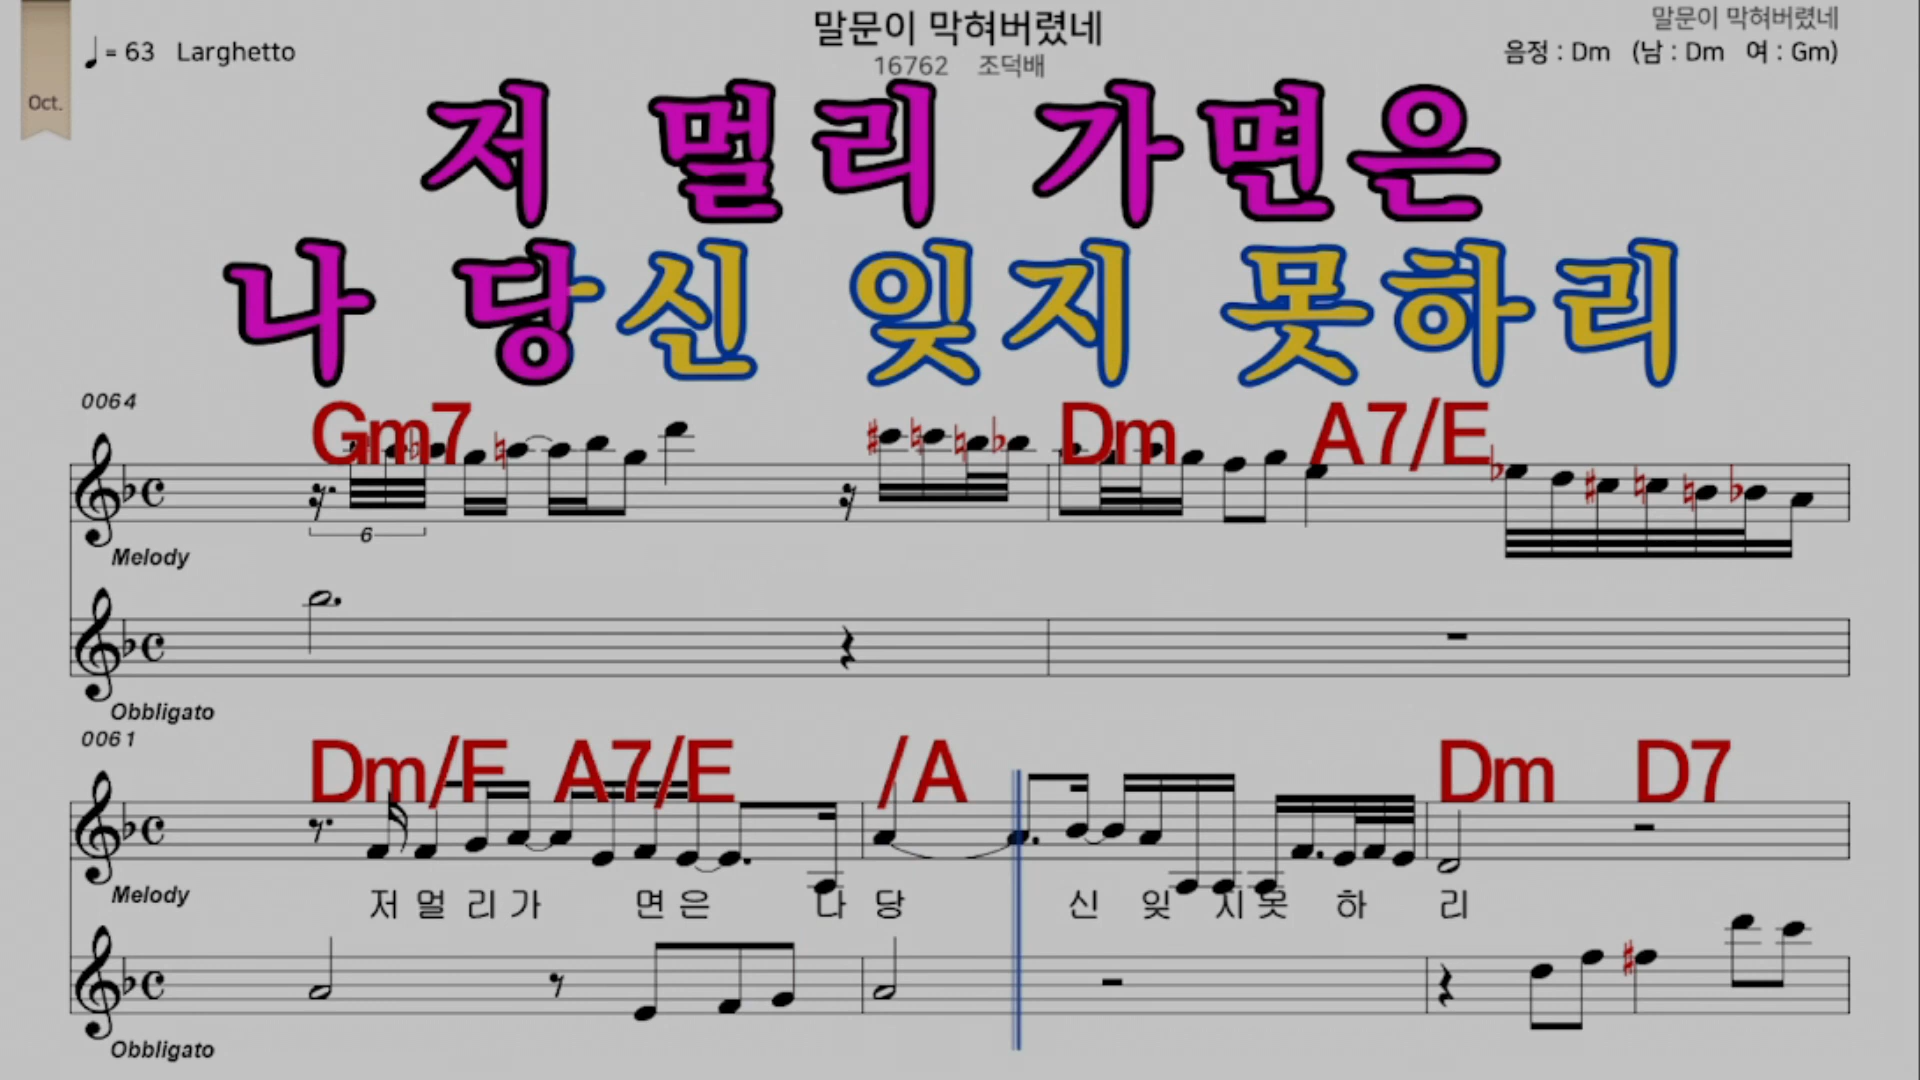 말문이 막혀버렸네
말문이 막혀버렸네
♩= 63 Larghetto
16762 조덕배
음정 : Dm (남 : Dm 여 : Gm)
Oct.
저 멀리 가면은
나 당신 잊지 못하리
0064
Gm7 Dm A7/E
6
Melody
Obbligato
0061
Dm/F A7/E /A Dm D7
Melody
저 멀 리 가 면 은 나 당 신 잊 지 못 하 리
Obbligato